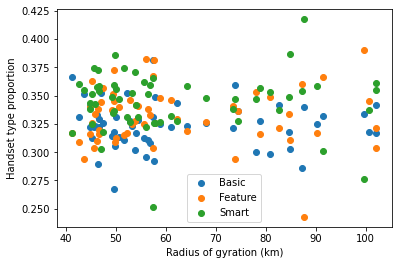 0.425
0.400
0.375
0.350
0.325
0.300
0.275
0.250
Handset type proportion
Basic
Feature
Smart
40 50 60 70 80 90 100
Radius of gyration (km)